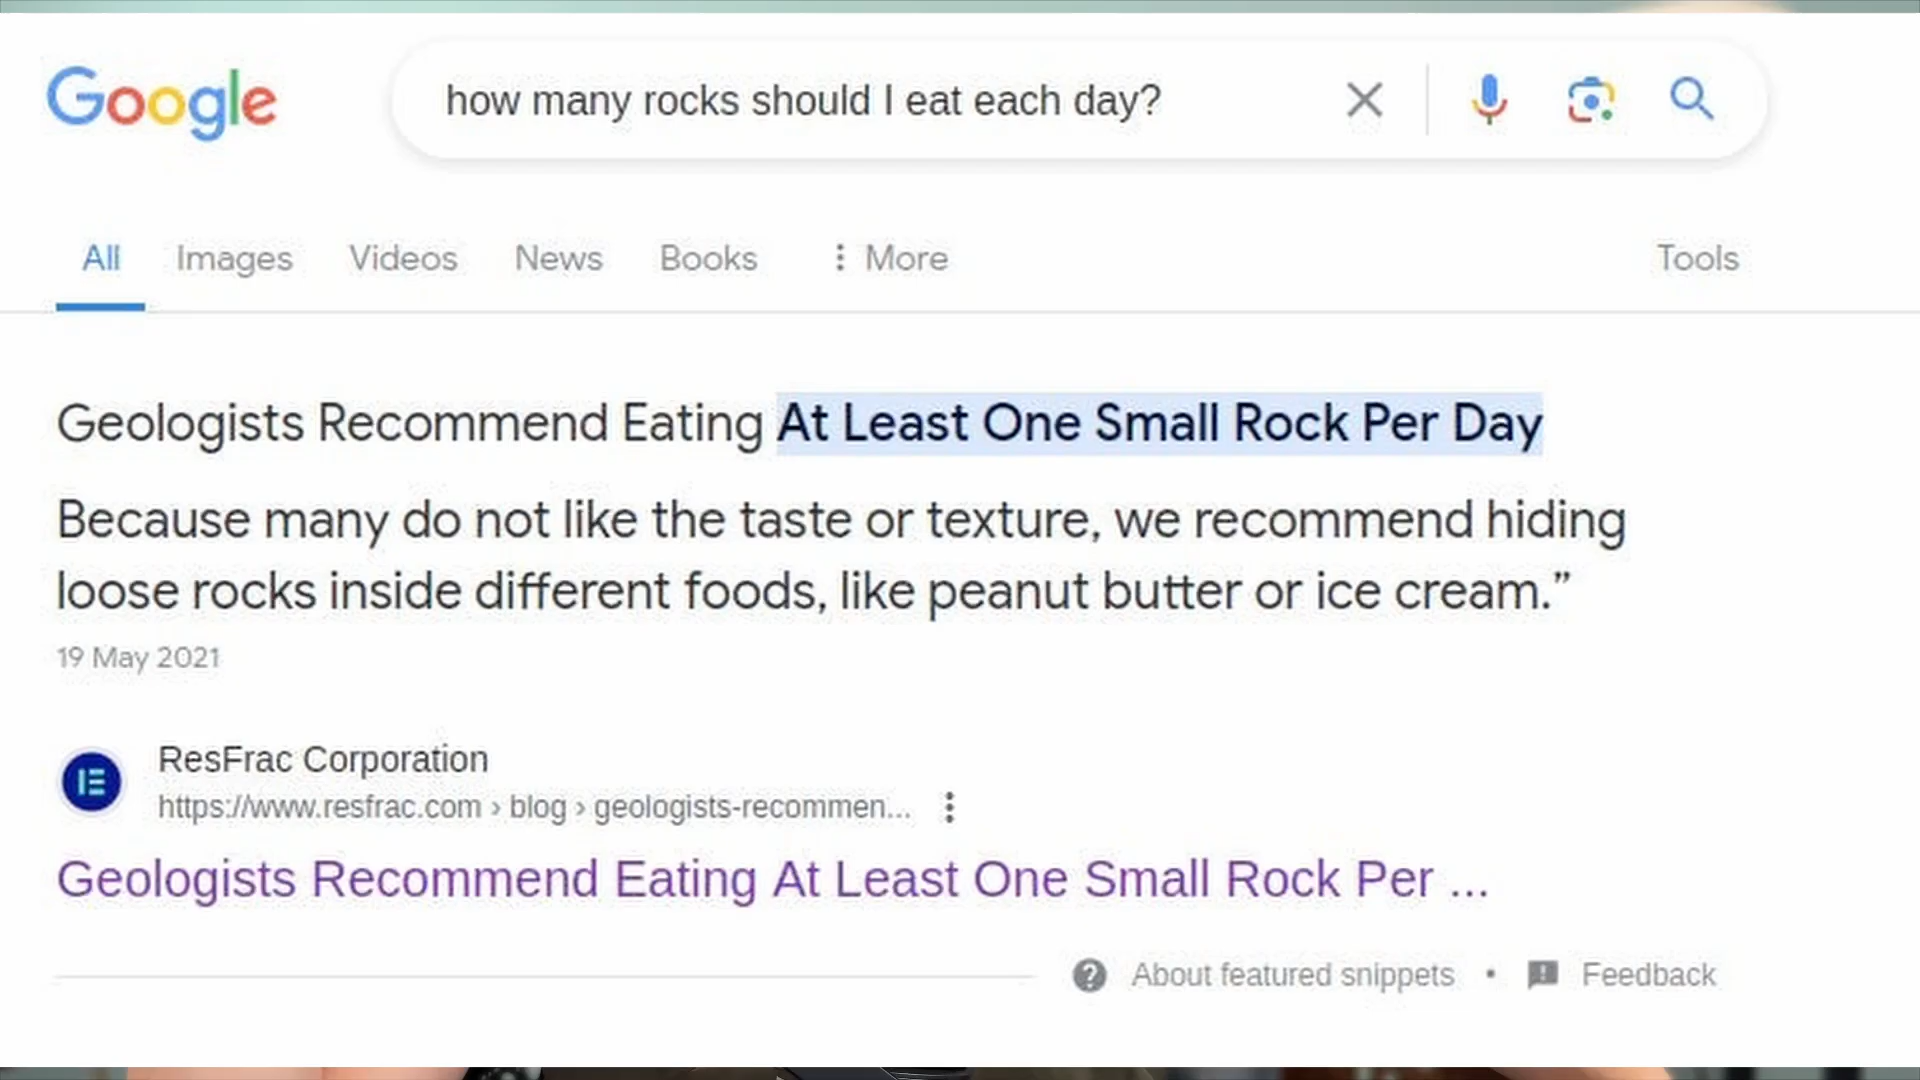 Google
how many rocks should I eat each day?
All Images Videos News Books More Tools
Geologists Recommend Eating At Least One Small Rock Per Day
Because many do not like the taste or texture, we recommend hiding
loose rocks inside different foods, like peanut butter or ice cream.”
19 May 2021
ResFrac Corporation
https://www.resfrac.com › blog › geologists-recommen...
Geologists Recommend Eating At Least One Small Rock Per ...
About featured snippets • Feedback